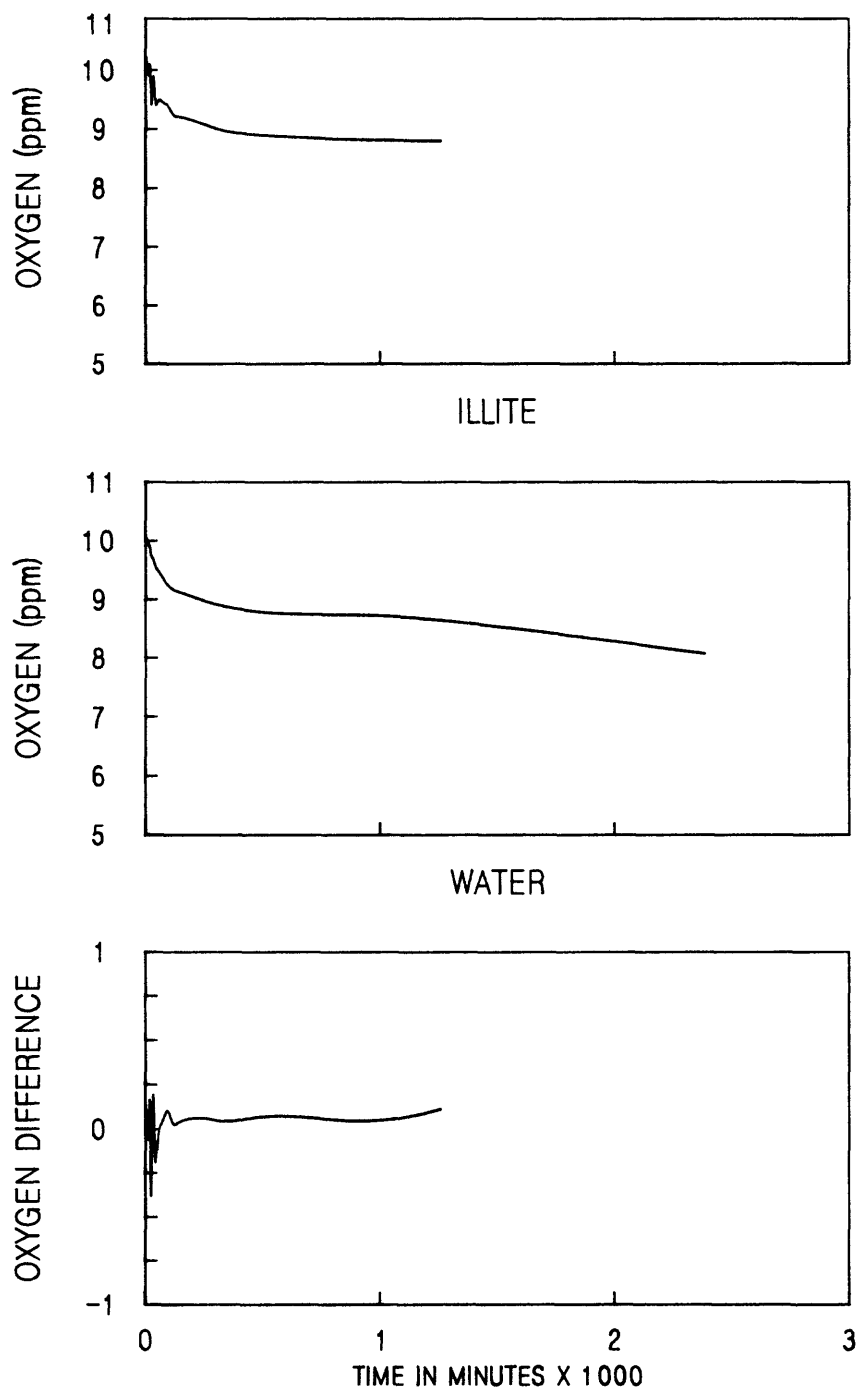 11
10
9
8
7
6
5
OXYGEN (ppm)
ILLITE
11
10
9
8
7
6
5
OXYGEN (ppm)
WATER
1
0
-1
OXYGEN DIFFERENCE
0 1 2 3
TIME IN MINUTES X 1000